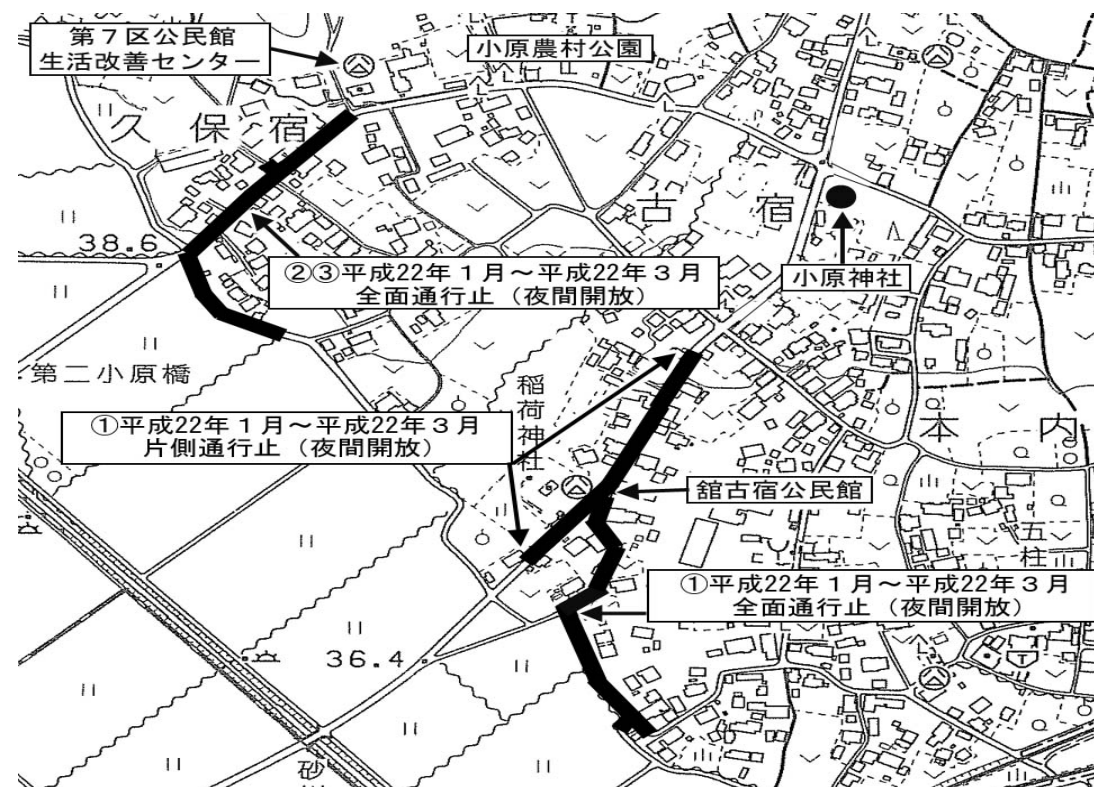 第７区公民館
生活改善センター
小原農村公園
久保宿
古宿
38.6
小原神社
②③平成22年１月～平成22年３月
全面通行止（夜間開放）
第二小原橋
稲荷神社
①平成22年１月～平成22年３月
片側通行止（夜間開放）
本内
舘古宿公民館
五柱
①平成22年１月～平成22年３月
全面通行止（夜間開放）
36.4
砂